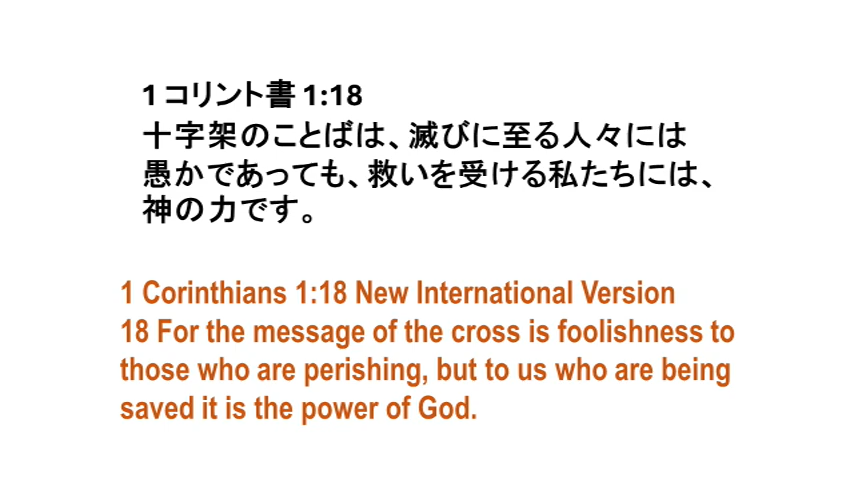 1 コリント書 1:18
十字架のことばは、滅びに至る人々には
愚かであっても、救いを受ける私たちには、
神の力です。
1 Corinthians 1:18 New International Version
18 For the message of the cross is foolishness to
those who are perishing, but to us who are being
saved it is the power of God.